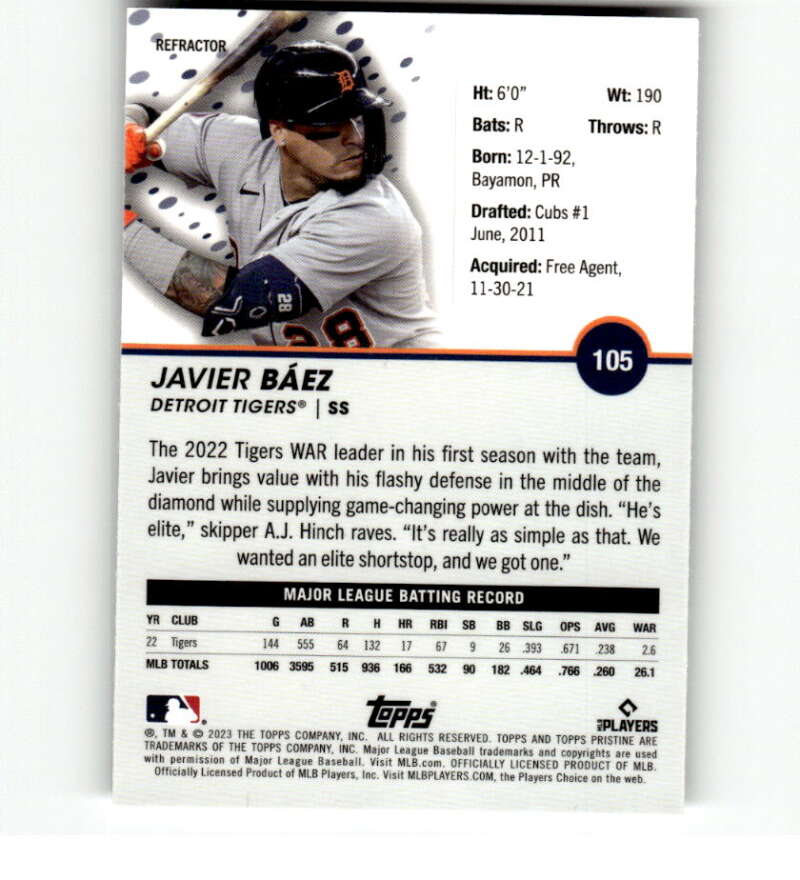 REFRACTOR
D
28
28
Ht: 6'0" Wt: 190
Bats: R Throws: R
Born: 12-1-92,
Bayamon, PR
Drafted: Cubs #1
June, 2011
Acquired: Free Agent,
11-30-21
105
JAVIER BÁEZ
DETROIT TIGERS® | SS
The 2022 Tigers WAR leader in his first season with the team,
Javier brings value with his flashy defense in the middle of the
diamond while supplying game-changing power at the dish. “He’s
elite,” skipper A.J. Hinch raves. “It’s really as simple as that. We
wanted an elite shortstop, and we got one.”
MAJOR LEAGUE BATTING RECORD
YR CLUB G AB R H HR RBI SB BB SLG OPS AVG WAR
22 Tigers 144 555 64 132 17 67 9 26 .393 .671 .238 2.6
MLB TOTALS 1006 3595 515 936 166 532 90 182 .464 .766 .260 26.1
Topps®
MLB PLAYERS
®, TM & © 2023 THE TOPPS COMPANY, INC. ALL RIGHTS RESERVED. TOPPS AND TOPPS PRISTINE ARE
TRADEMARKS OF THE TOPPS COMPANY, INC. Major League Baseball trademarks and copyrights are used
with permission of Major League Baseball. Visit MLB.com. OFFICIALLY LICENSED PRODUCT OF MLB.
Officially Licensed Product of MLB Players, Inc. Visit MLBPLAYERS.COM, the Players Choice on the web.